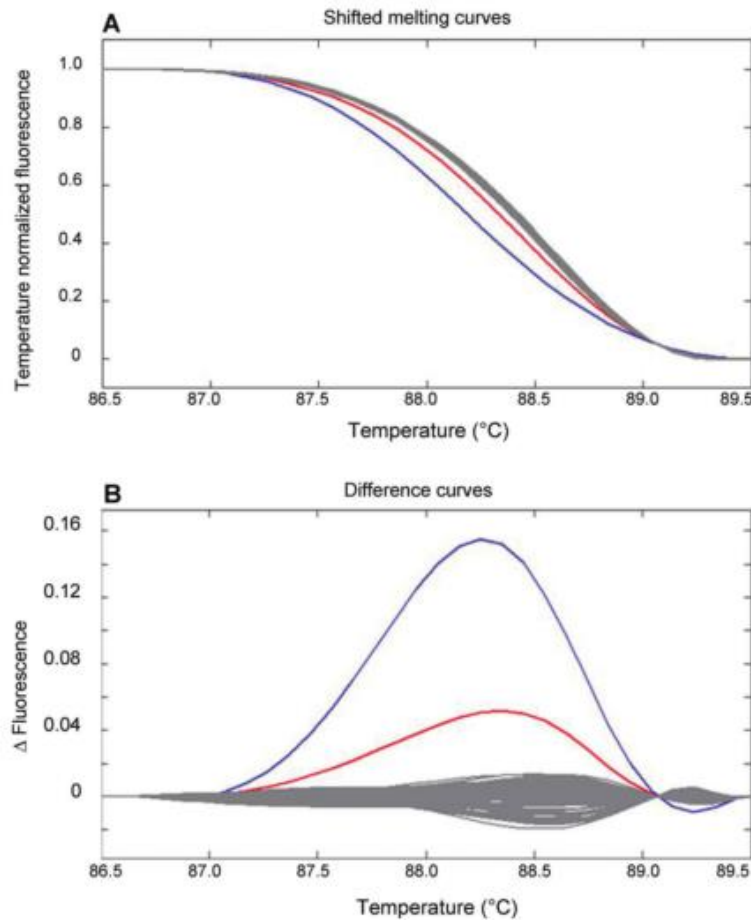 A
Shifted melting curves
Temperature normalized fluorescence
1.0
0.8
0.6
0.4
0.2
0
86.5 87.0 87.5 88.0 88.5 89.0 89.5
Temperature (°C)
B
Difference curves
Δ Fluorescence
0.16
0.12
0.08
0.04
0
86.5 87.0 87.5 88.0 88.5 89.0 89.5
Temperature (°C)